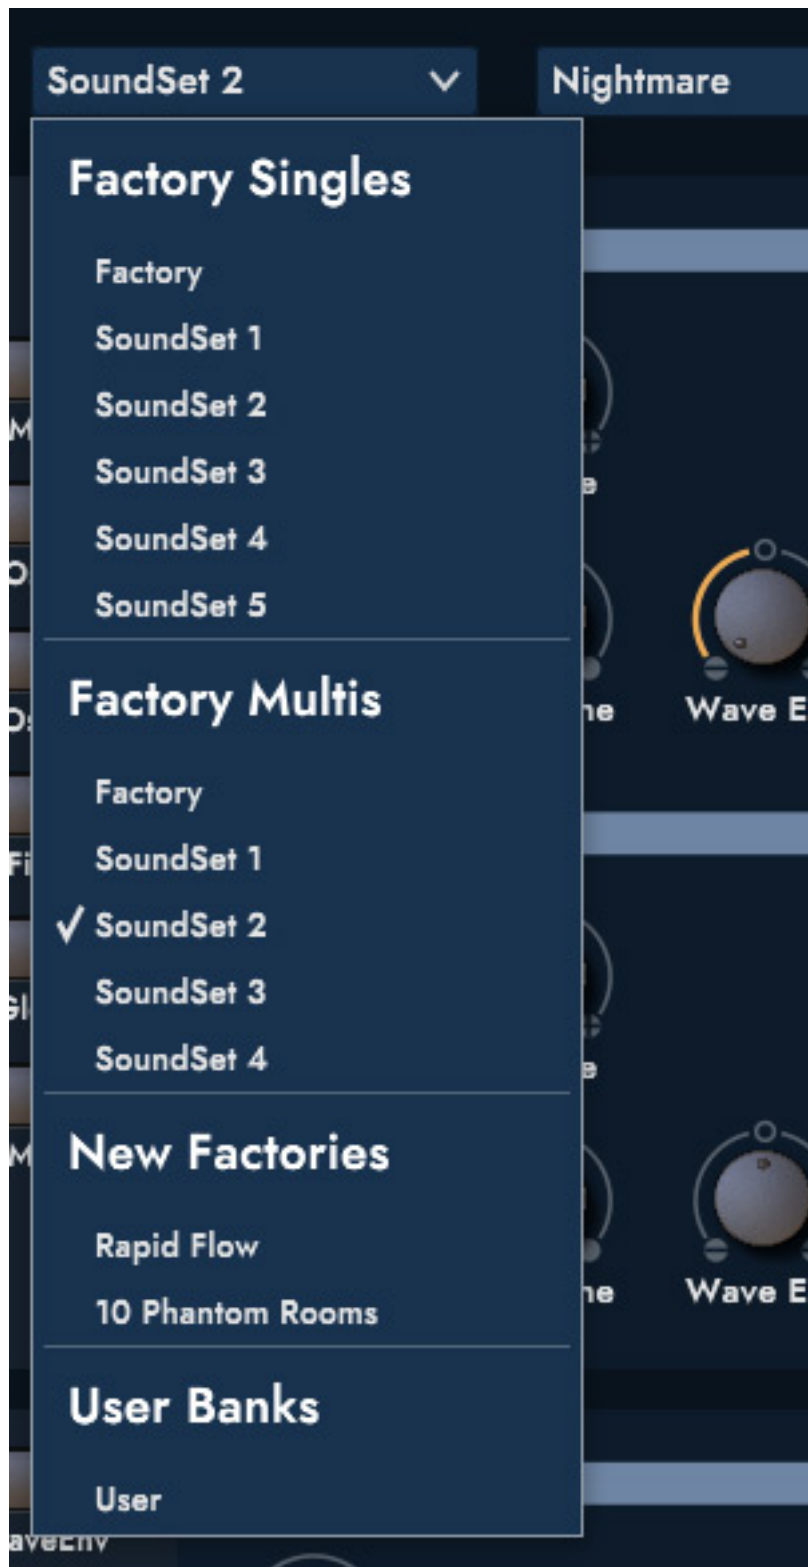 SoundSet 2
Nightmare
Factory Singles
Factory
SoundSet 1
SoundSet 2
SoundSet 3
SoundSet 4
SoundSet 5
Factory Multis
Factory
SoundSet 1
SoundSet 2
SoundSet 3
SoundSet 4
New Factories
Rapid Flow
10 Phantom Rooms
User Banks
User
Wave E
Wave E